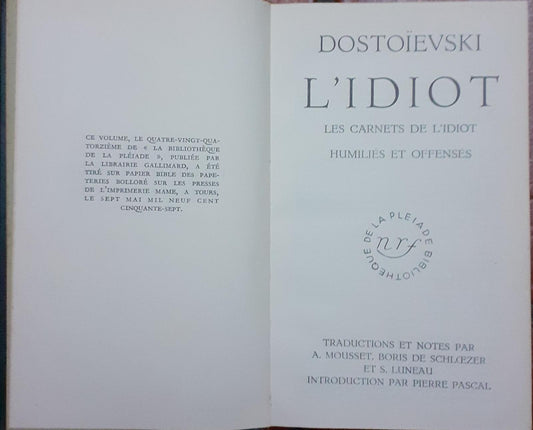 CE VOLUME, LE QUATRE-VINGT-QUA-
TORZIÈME DE « LA BIBLIOTHÈQUE
DE LA PLÉIADE », PUBLIÉE PAR
LA LIBRAIRIE GALLIMARD, A ÉTÉ
TIRÉ SUR PAPIER BIBLE DES PAPE-
TERIES BOLLORÉ SUR LES PRESSES
DE L'IMPRIMERIE MAME, A TOURS,
LE SEPT MAI MIL NEUF CENT
CINQUANTE-SEPT.
DOSTOÏEVSKI
L'IDIOT
LES CARNETS DE L'IDIOT
HUMILIÉS ET OFFENSÉS
BIBLIOTHÈQUE DE LA PLÉIADE
nrf
TRADUCTIONS ET NOTES PAR
A. MOUSSET, BORIS DE SCHLŒZER
ET S. LUNEAU
INTRODUCTION PAR PIERRE PASCAL